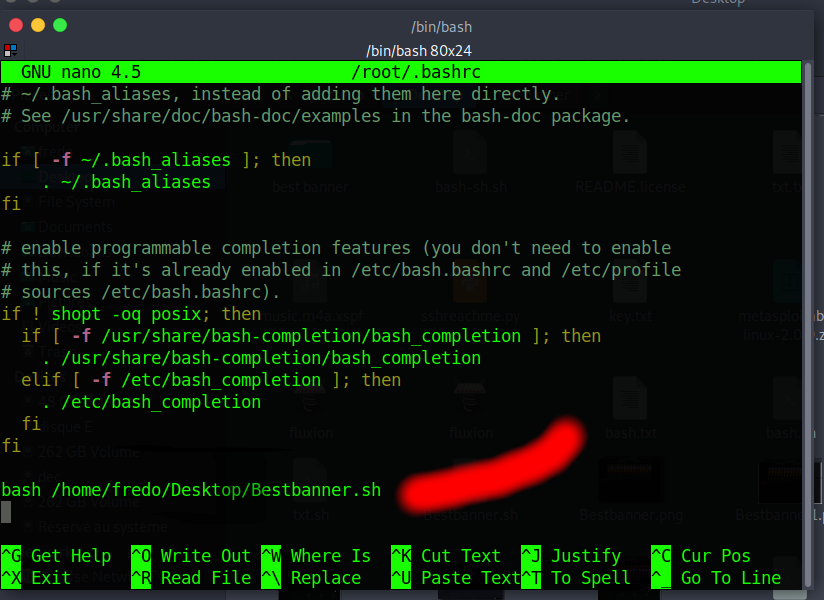 Desktop
/bin/bash
/bin/bash 80x24
GNU nano 4.5 /root/.bashrc
# ~/.bash_aliases, instead of adding them here directly.
# See /usr/share/doc/bash-doc/examples in the bash-doc package.
if [ -f ~/.bash_aliases ]; then
. ~/.bash_aliases
fi
# enable programmable completion features (you don't need to enable
# this, if it's already enabled in /etc/bash.bashrc and /etc/profile
# sources /etc/bash.bashrc).
if ! shopt -oq posix; then
if [ -f /usr/share/bash-completion/bash_completion ]; then
. /usr/share/bash-completion/bash_completion
elif [ -f /etc/bash_completion ]; then
. /etc/bash_completion
fi
fi
bash /home/fredo/Desktop/Bestbanner.sh
^G Get Help ^O Write Out ^W Where Is ^K Cut Text ^J Justify ^C Cur Pos
^X Exit ^R Read File ^\ Replace ^U Paste Text ^T To Spell ^_ Go To Line